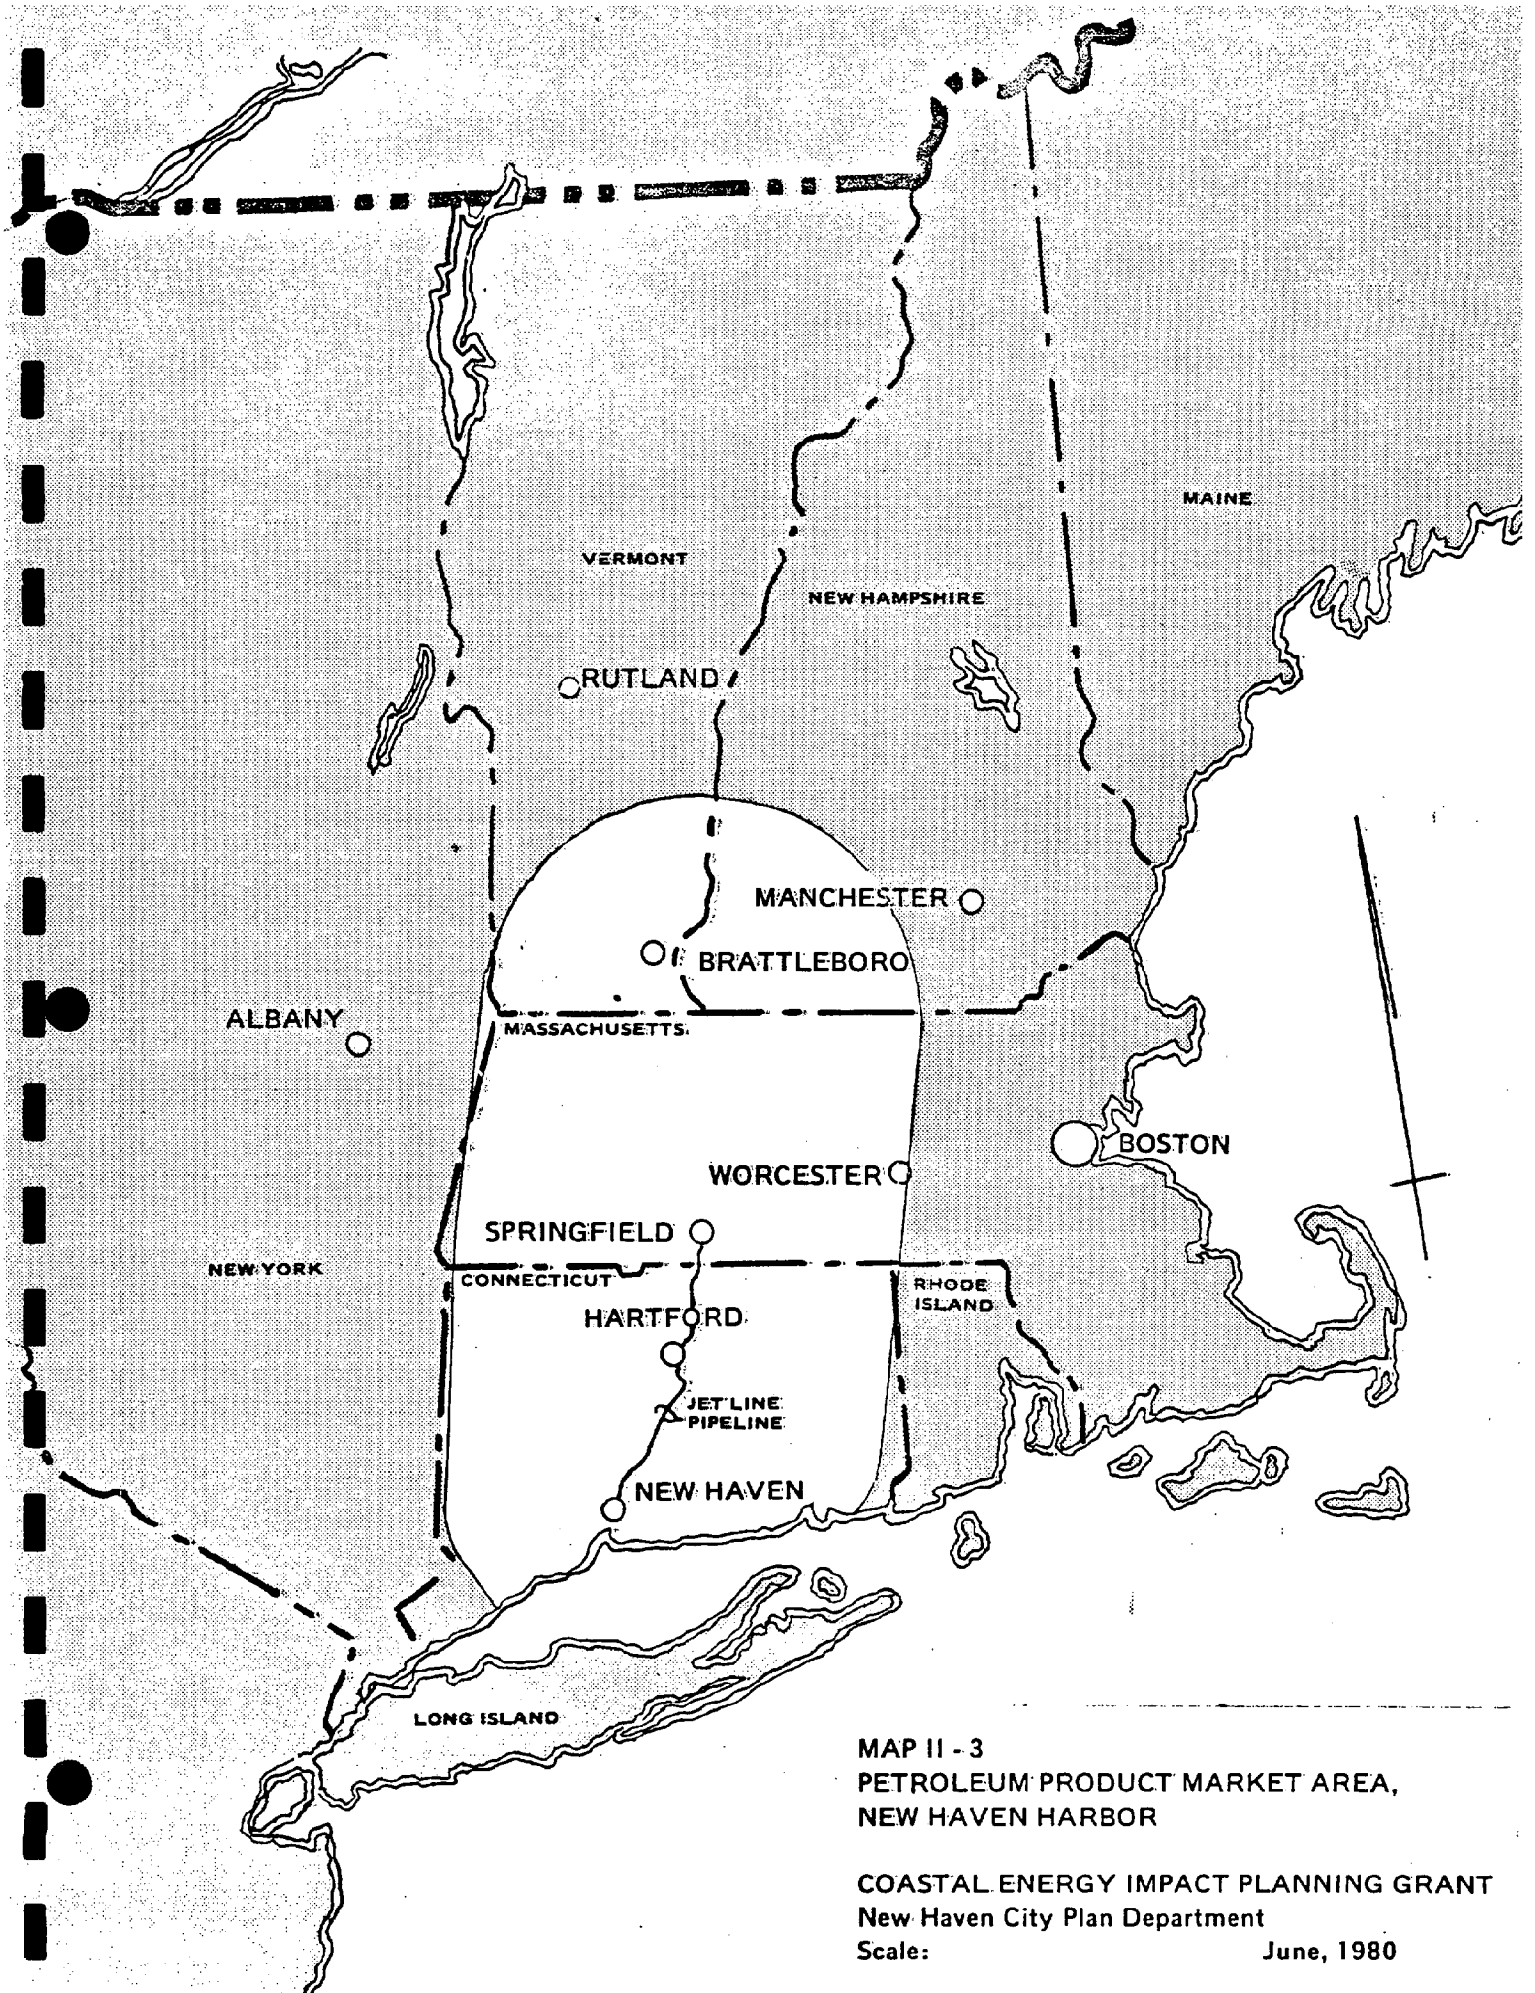 MAINE
VERMONT
NEW HAMPSHIRE
RUTLAND
MANCHESTER
BRATTLEBORO
ALBANY
MASSACHUSETTS
BOSTON
WORCESTER
SPRINGFIELD
NEW YORK
CONNECTICUT
RHODE
ISLAND
HARTFORD
JET LINE
PIPELINE
NEW HAVEN
LONG ISLAND
MAP II - 3
PETROLEUM PRODUCT MARKET AREA,
NEW HAVEN HARBOR
COASTAL ENERGY IMPACT PLANNING GRANT
New Haven City Plan Department
Scale: June, 1980